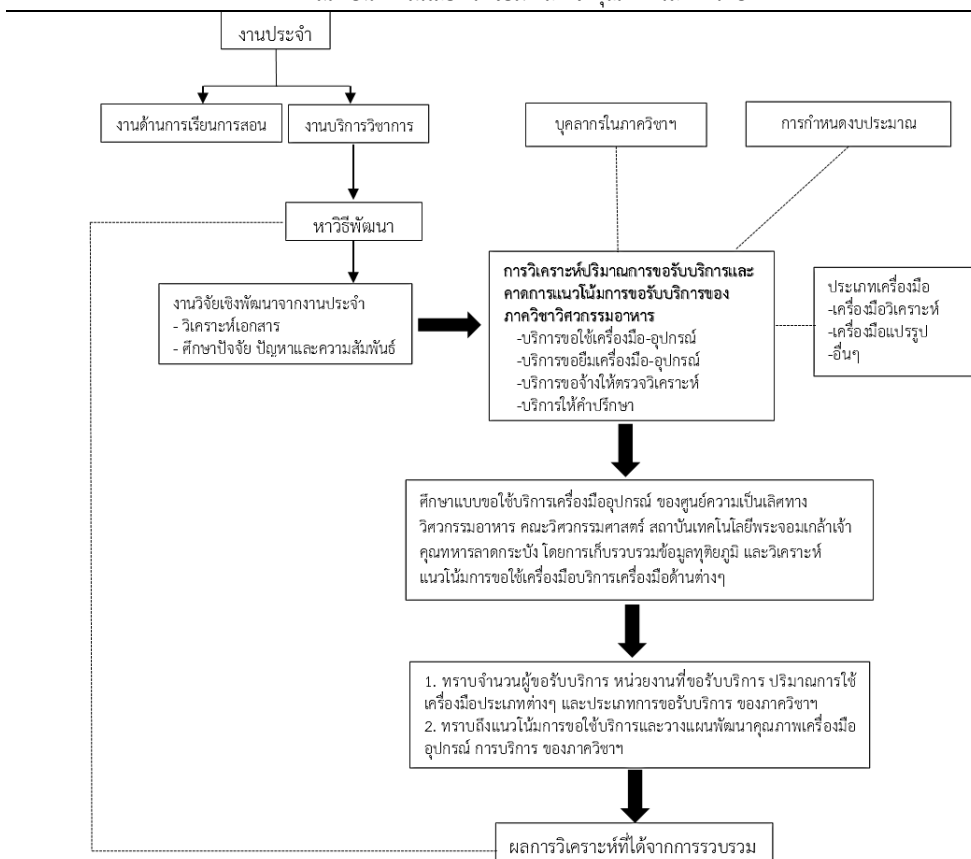 งานประจำ
งานด้านการเรียนการสอน
งานบริการวิชาการ
บุคลากรในภาควิชาฯ
การกำหนดงบประมาณ
หาวิธีพัฒนา
งานวิจัยเชิงพัฒนาจากงานประจำ
- วิเคราะห์เอกสาร
- ศึกษาปัจจัย ปัญหาและความสัมพันธ์
การวิเคราะห์ปริมาณการขอรับบริการและ
คาดการแนวโน้มการขอรับบริการของ
ภาควิชาวิศวกรรมอาหาร
-บริการขอใช้เครื่องมือ-อุปกรณ์
-บริการขอยืมเครื่องมือ-อุปกรณ์
-บริการขอจ้างให้ตรวจวิเคราะห์
-บริการให้คำปรึกษา
ประเภทเครื่องมือ
-เครื่องมือวิเคราะห์
-เครื่องมือแปรรูป
-อื่นๆ
ศึกษาแบบขอใช้บริการเครื่องมืออุปกรณ์ ของศูนย์ความเป็นเลิศทาง
วิศวกรรมอาหาร คณะวิศวกรรมศาสตร์ สถาบันเทคโนโลยีพระจอมเกล้าเจ้า
คุณทหารลาดกระบัง โดยการเก็บรวบรวมข้อมูลทุติยภูมิ และวิเคราะห์
แนวโน้มการขอใช้เครื่องมือบริการเครื่องมือด้านต่างๆ
1. ทราบจำนวนผู้ขอรับบริการ หน่วยงานที่ขอรับบริการ ปริมาณการใช้
เครื่องมือประเภทต่างๆ และประเภทการขอรับบริการ ของภาควิชาฯ
2. ทราบถึงแนวโน้มการขอใช้บริการและวางแผนพัฒนาคุณภาพเครื่องมือ
อุปกรณ์ การบริการ ของภาควิชาฯ
ผลการวิเคราะห์ที่ได้จากการรวบรวม